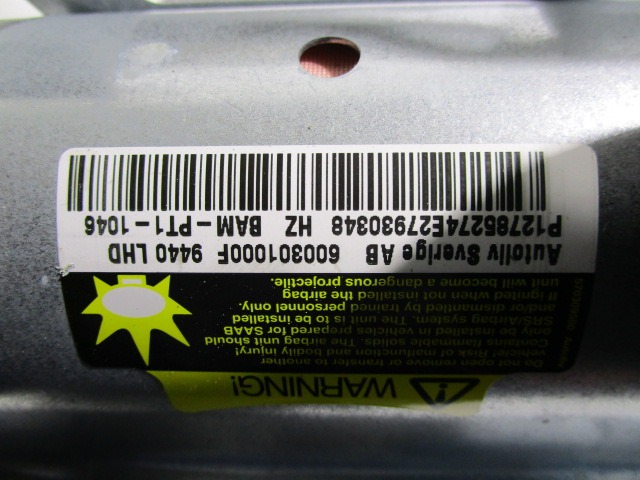 WARNING!
Do not open or remove or transfer to another
vehicle! Risk of malfunction and bodily injury!
Contains flammable solids. The airbag unit should
only be installed in vehicles prepared for SAAB
SRS/Airbag system. The unit is to be installed
and/or dismantled by trained personnel only.
If ignited when not installed the airbag
unit will become a dangerous projectile.
Autoliv Sverige AB 600301000F 9440 LHD
P12785274E27930348 HZ BAM-PT1-1046